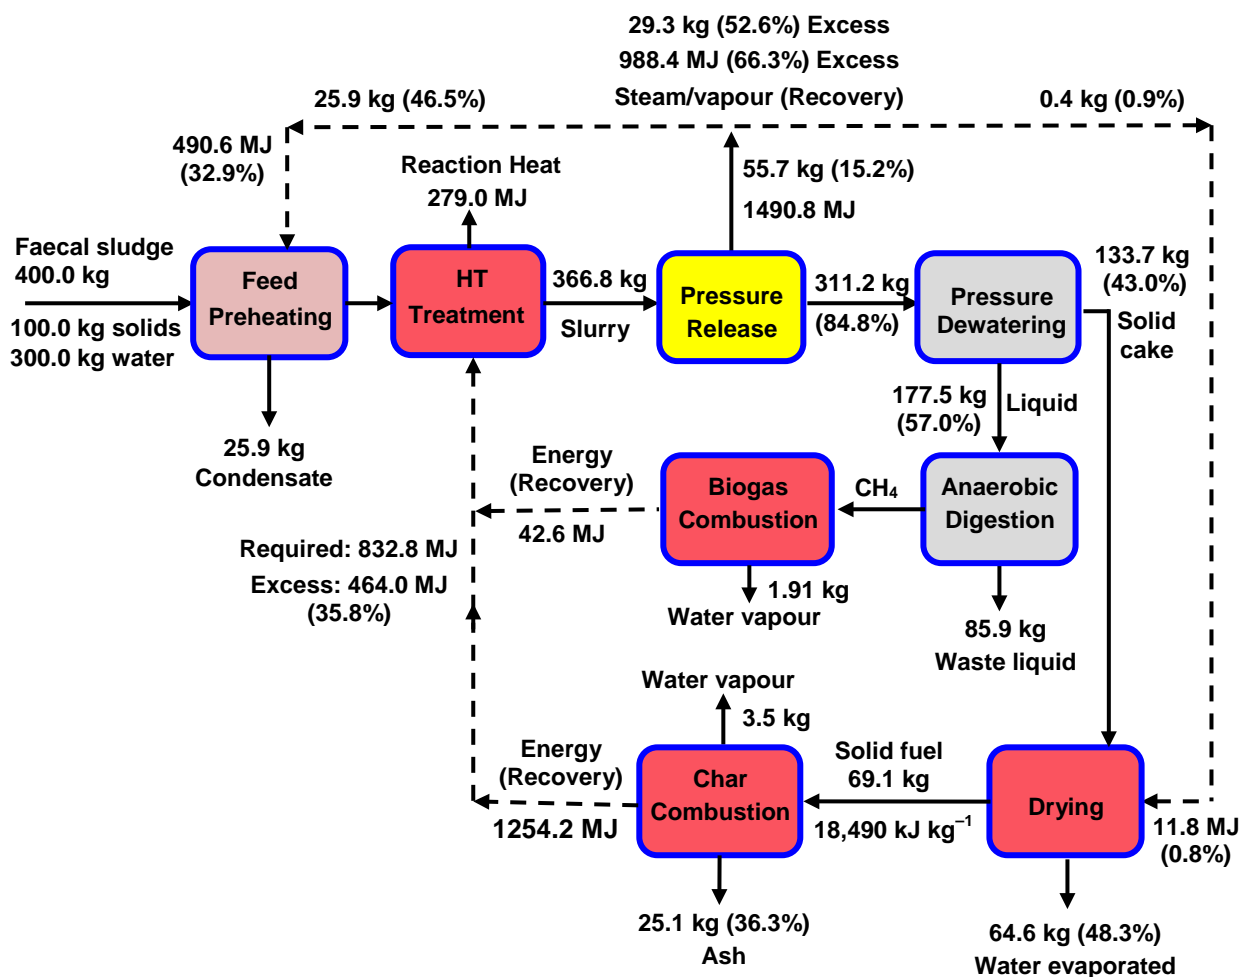 29.3 kg (52.6%) Excess
988.4 MJ (66.3%) Excess
Steam/vapour (Recovery)
25.9 kg (46.5%)
0.4 kg (0.9%)
490.6 MJ
(32.9%)
Reaction Heat
279.0 MJ
55.7 kg (15.2%)
1490.8 MJ
Faecal sludge
400.0 kg
100.0 kg solids
300.0 kg water
Feed
Preheating
HT
Treatment
366.8 kg
Slurry
Pressure
Release
311.2 kg
(84.8%)
Pressure
Dewatering
133.7 kg
(43.0%)
Solid
cake
25.9 kg
Condensate
177.5 kg
(57.0%)
Liquid
Energy
(Recovery)
42.6 MJ
Biogas
Combustion
CH₄
Anaerobic
Digestion
Required: 832.8 MJ
Excess: 464.0 MJ
(35.8%)
1.91 kg
Water vapour
85.9 kg
Waste liquid
Water vapour
3.5 kg
Energy
(Recovery)
1254.2 MJ
Char
Combustion
Solid fuel
69.1 kg
18,490 kJ kg⁻¹
Drying
11.8 MJ
(0.8%)
25.1 kg (36.3%)
Ash
64.6 kg (48.3%)
Water evaporated